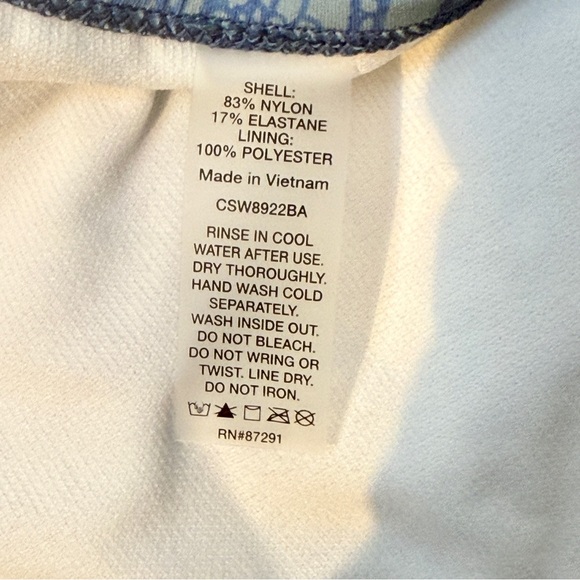 SHELL:
83% NYLON
17% ELASTANE
LINING:
100% POLYESTER
Made in Vietnam
CSW8922BA
RINSE IN COOL
WATER AFTER USE.
DRY THOROUGHLY.
HAND WASH COLD
SEPARATELY.
WASH INSIDE OUT.
DO NOT BLEACH.
DO NOT WRING OR
TWIST. LINE DRY.
DO NOT IRON.
RN#87291